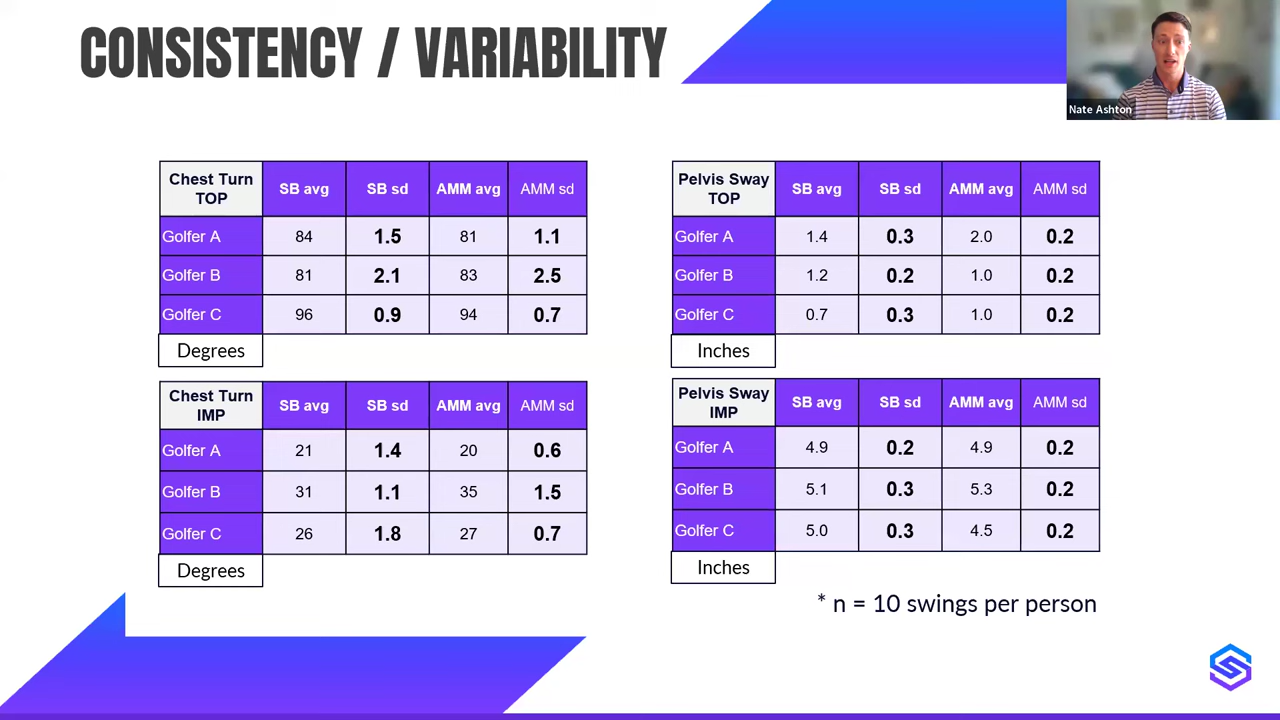 CONSISTENCY / VARIABILITY
Nate Ashton
Chest Turn
TOP
SB avg
SB sd
AMM avg
AMM sd
Golfer A
84
1.5
81
1.1
Golfer B
81
2.1
83
2.5
Golfer C
96
0.9
94
0.7
Degrees
Pelvis Sway
TOP
SB avg
SB sd
AMM avg
AMM sd
Golfer A
1.4
0.3
2.0
0.2
Golfer B
1.2
0.2
1.0
0.2
Golfer C
0.7
0.3
1.0
0.2
Inches
Chest Turn
IMP
SB avg
SB sd
AMM avg
AMM sd
Golfer A
21
1.4
20
0.6
Golfer B
31
1.1
35
1.5
Golfer C
26
1.8
27
0.7
Degrees
Pelvis Sway
IMP
SB avg
SB sd
AMM avg
AMM sd
Golfer A
4.9
0.2
4.9
0.2
Golfer B
5.1
0.3
5.3
0.2
Golfer C
5.0
0.3
4.5
0.2
Inches
* n = 10 swings per person